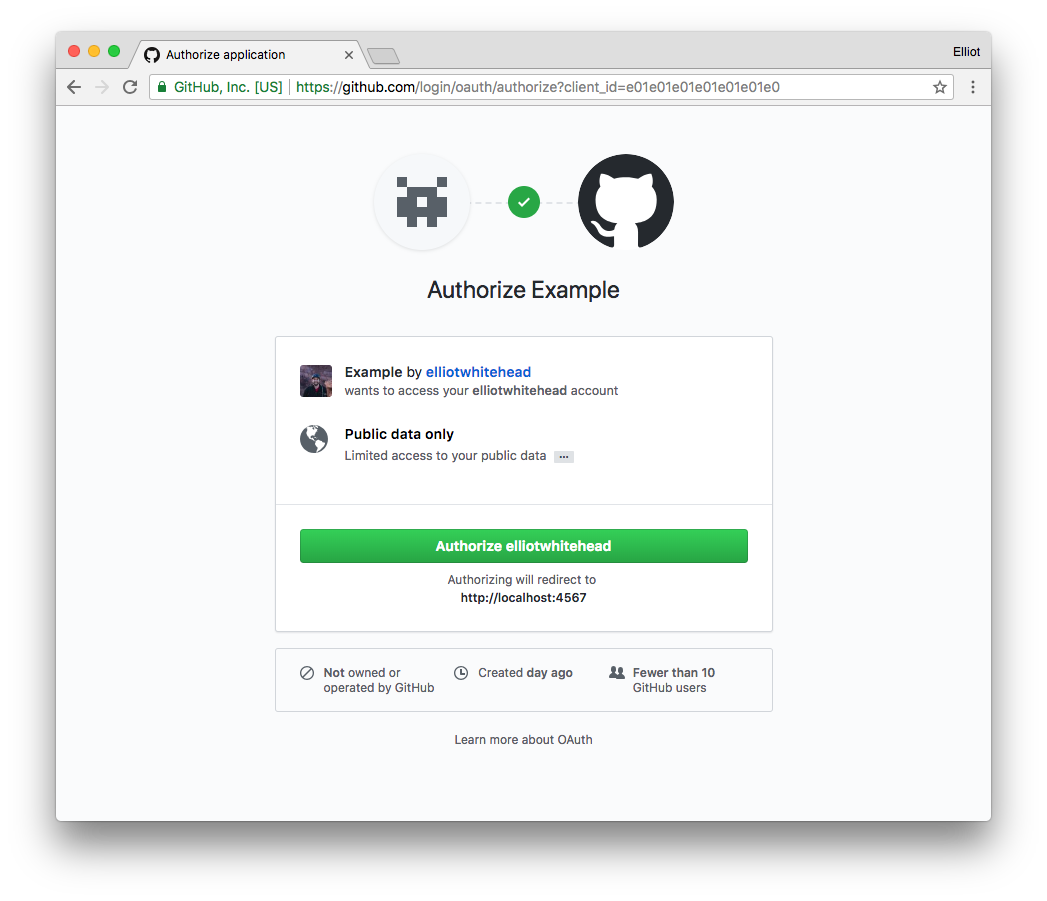 Authorize application
Elliot
GitHub, Inc. [US] https://github.com/login/oauth/authorize?client_id=e01e01e01e01e01e01e0
Authorize Example
Example by elliotwhitehead
wants to access your elliotwhitehead account
Public data only
Limited access to your public data
Authorize elliotwhitehead
Authorizing will redirect to
http://localhost:4567
Not owned or
operated by GitHub
Created day ago
Fewer than 10
GitHub users
Learn more about OAuth